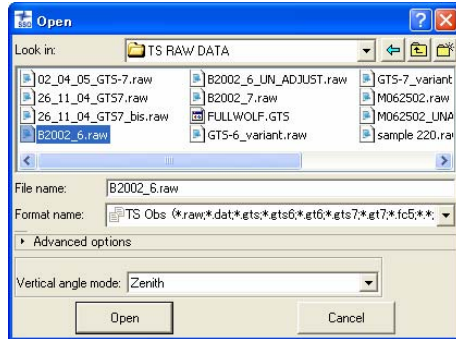 Open
Look in: TS RAW DATA
02_04_05_GTS-7.raw B2002_6_UN_ADJUST.raw GTS-7_variant
26_11_04_GTS7.raw B2002_7.raw M062502.raw
26_11_04_GTS7_bis.raw FULLWOLF.GTS M062502_UNA
B2002_6.raw GTS-6_variant.raw sample 220.ra
File name: B2002_6.raw
Format name: TS Obs (*.raw;*.dat;*.gts;*.gts6;*.gt6;*.gts7;*.gt7;*.fc5;*.*;
Advanced options
Vertical angle mode: Zenith
Open Cancel